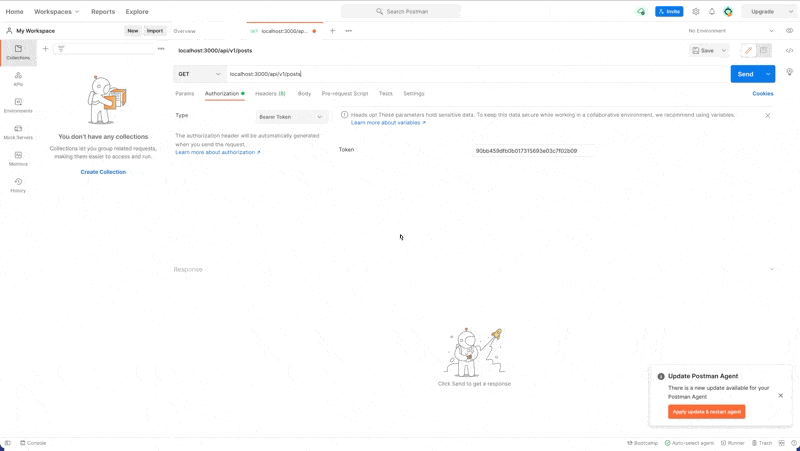 Home Workspaces Reports Explore Search Postman Invite Upgrade
My Workspace New Import Overview GET localhost:3000/ap... No Environment
Collections
APIs
Environments
Mock Servers
Monitors
History
You don't have any collections
Collections let you group related requests,
making them easier to access and run.
Create Collection
localhost:3000/api/v1/posts Save
GET localhost:3000/api/v1/posts Send
Params Authorization Headers (8) Body Pre-request Script Tests Settings Cookies
Type Bearer Token
The authorization header will be automatically generated
when you send the request.
Learn more about authorization
Heads up! These parameters hold sensitive data. To keep this data secure while working in a collaborative environment, we recommend using variables.
Learn more about variables
Token 90bb459dfb0b017315693e03c7f02b09
Response
Click Send to get a response
Update Postman Agent
There is a new update available for your
Postman Agent
Apply update & restart agent
Console Bootcamp Auto-select agent Runner Trash